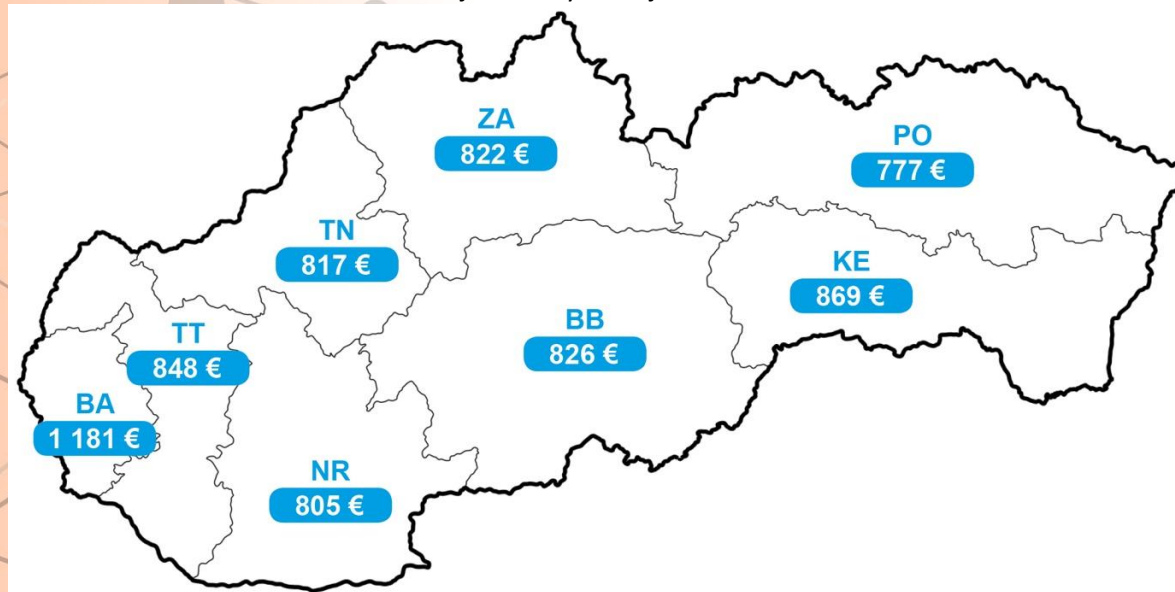 ZA
822 €
PO
777 €
TN
817 €
KE
869 €
TT
848 €
BB
826 €
BA
1 181 €
NR
805 €